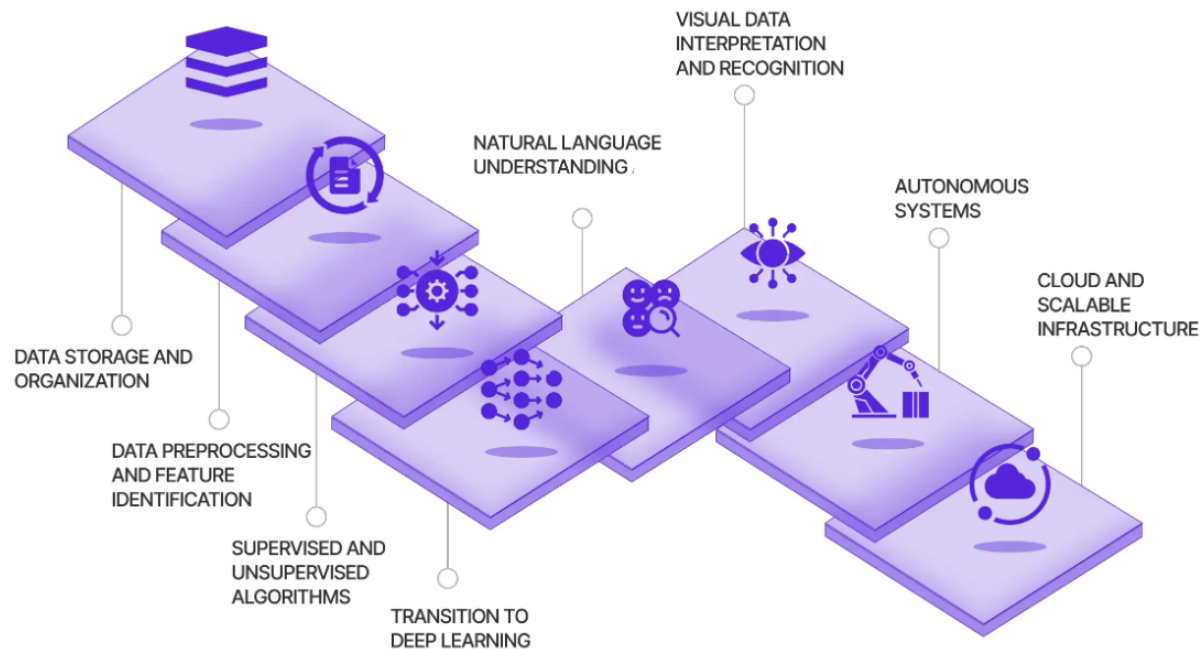 DATA STORAGE AND
ORGANIZATION
DATA PREPROCESSING
AND FEATURE
IDENTIFICATION
SUPERVISED AND
UNSUPERVISED
ALGORITHMS
TRANSITION TO
DEEP LEARNING
NATURAL LANGUAGE
UNDERSTANDING
VISUAL DATA
INTERPRETATION
AND RECOGNITION
AUTONOMOUS
SYSTEMS
CLOUD AND
SCALABLE
INFRASTRUCTURE